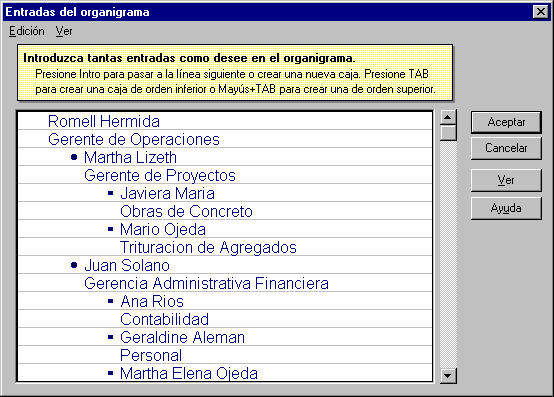 Entradas del organigrama
Edición Ver
Introduzca tantas entradas como desee en el organigrama.
Presione Intro para pasar a la línea siguiente o crear una nueva caja. Presione TAB
para crear una caja de orden inferior o Mayús+TAB para crear una de orden superior.
Romell Hermida
Gerente de Operaciones
Martha Lizeth
Gerente de Proyectos
Javiera Maria
Obras de Concreto
Mario Ojeda
Trituracion de Agregados
Juan Solano
Gerencia Administrativa Financiera
Ana Rios
Contabilidad
Geraldine Aleman
Personal
Martha Elena Ojeda
Aceptar
Cancelar
Ver
Ayuda